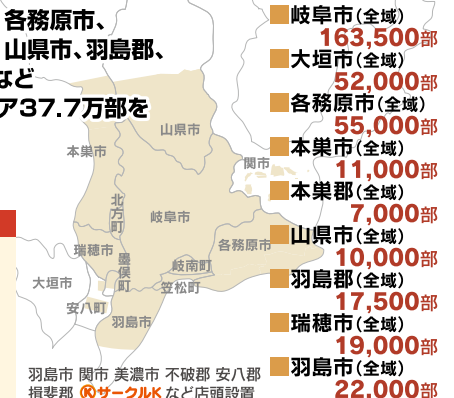 各務原市、
山県市、羽島郡、
など
ア37.7万部を
山県市
本巣市
関市
北方町
岐阜市
各務原市
瑞穂市
墨俣町
岐南町
大垣市
笠松町
安八町
羽島市
岐阜市(全域)
163,500部
大垣市(全域)
52,000部
各務原市(全域)
55,000部
本巣市(全域)
11,000部
本巣郡(全域)
7,000部
山県市(全域)
10,000部
羽島郡(全域)
17,500部
瑞穂市(全域)
19,000部
羽島市(全域)
22,000部
羽島市 関市 美濃市 不破郡 安八郡
揖斐郡 ⓀサークルK など店頭設置